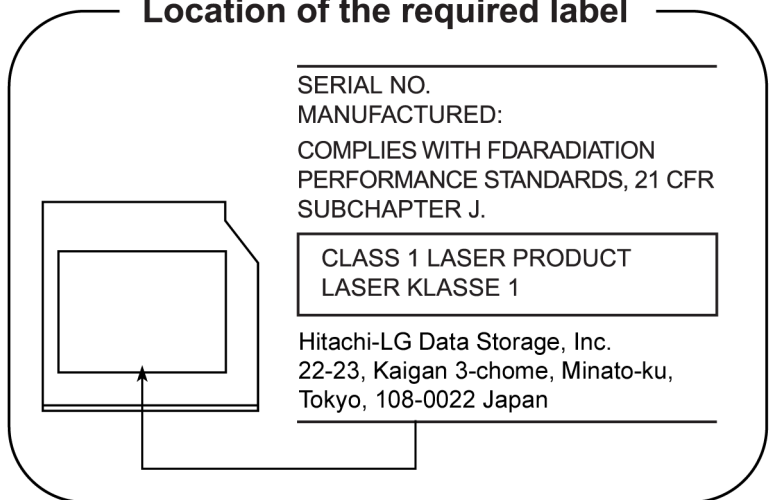 Location of the required label
SERIAL NO.
MANUFACTURED:
COMPLIES WITH FDARADIATION
PERFORMANCE STANDARDS, 21 CFR
SUBCHAPTER J.
CLASS 1 LASER PRODUCT
LASER KLASSE 1
Hitachi-LG Data Storage, Inc.
22-23, Kaigan 3-chome, Minato-ku,
Tokyo, 108-0022 Japan